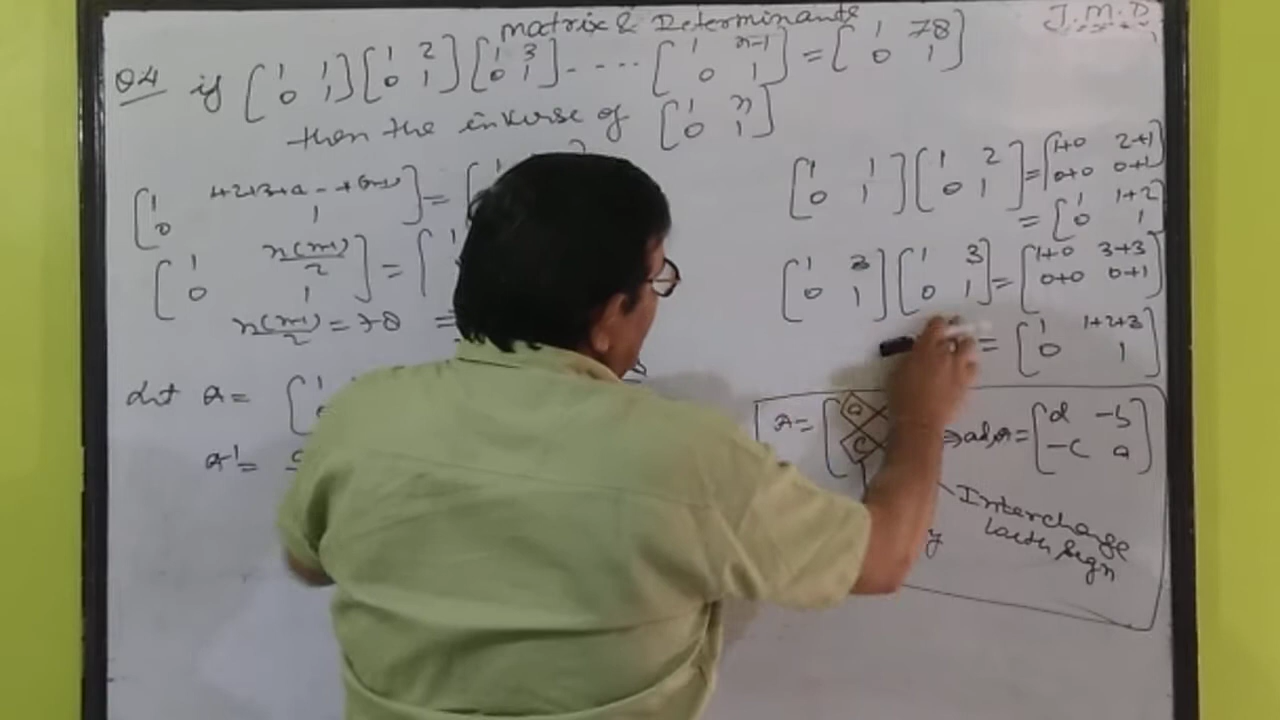 matrix & Determinants
J.M.D
Q4 if [1 1 0 1] [1 2 0 1] [1 3 0 1] - - .... [1 n-1 0 1] = [1 78 0 1]
then the inverse of [1 n 0 1]
[1 1+2+3+ 0 1] = [
[1 n(n-1)/2 0 1] = [1
n(n-1)/2 = 78 =
Let A = [1
A⁻¹ =
[1 1 0 1] [1 2 0 1] = [1+0 2+1 0+0 0+1]
= [1 1+2 0 1]
[1 3 0 1] [1 3 0 1] = [1+0 3+3 0+0 0+1]
= [1 1+2+3 0 1]
A = [a c ⇒ adjA = [d -b -c a]
Interchange
with sign